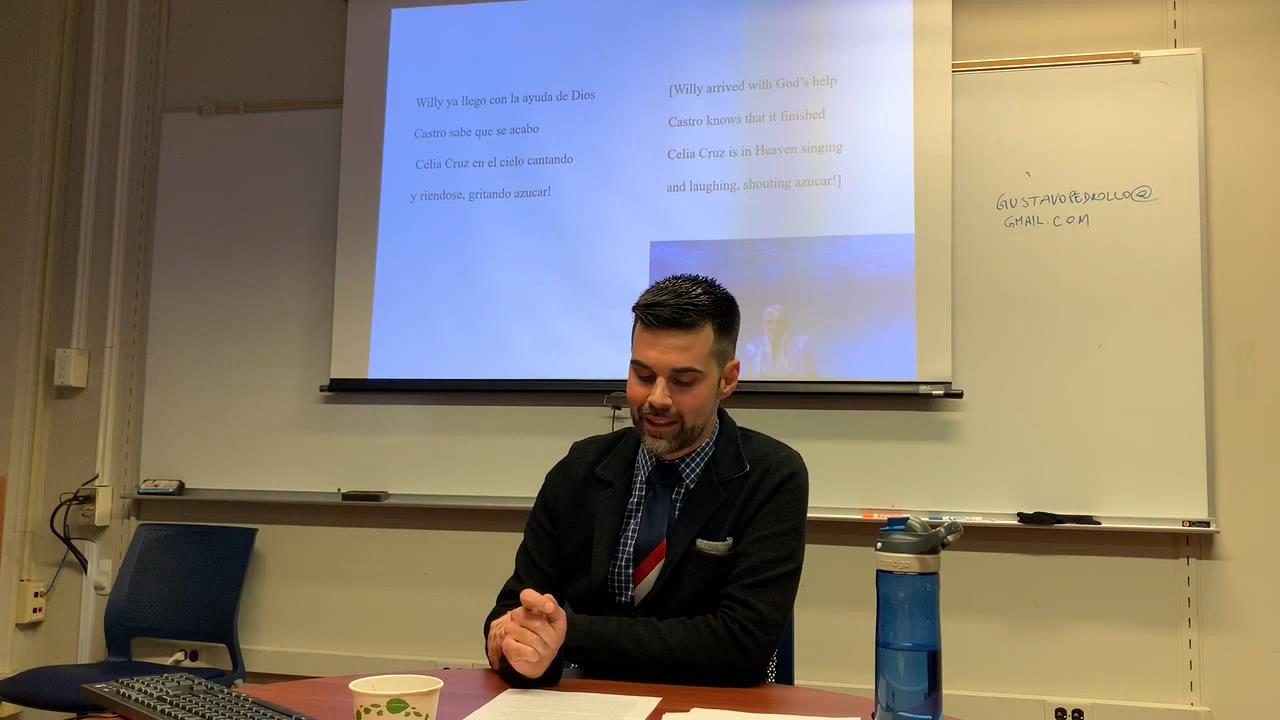 Willy ya llego con la ayuda de Dios
Castro sabe que se acabo
Celia Cruz en el cielo cantando
y riendose, gritando azucar!
[Willy arrived with God's help
Castro knows that it finished
Celia Cruz is in Heaven singing
and laughing, shouting azucar!]
GUSTAVOPEDROLLO@
GMAIL.COM